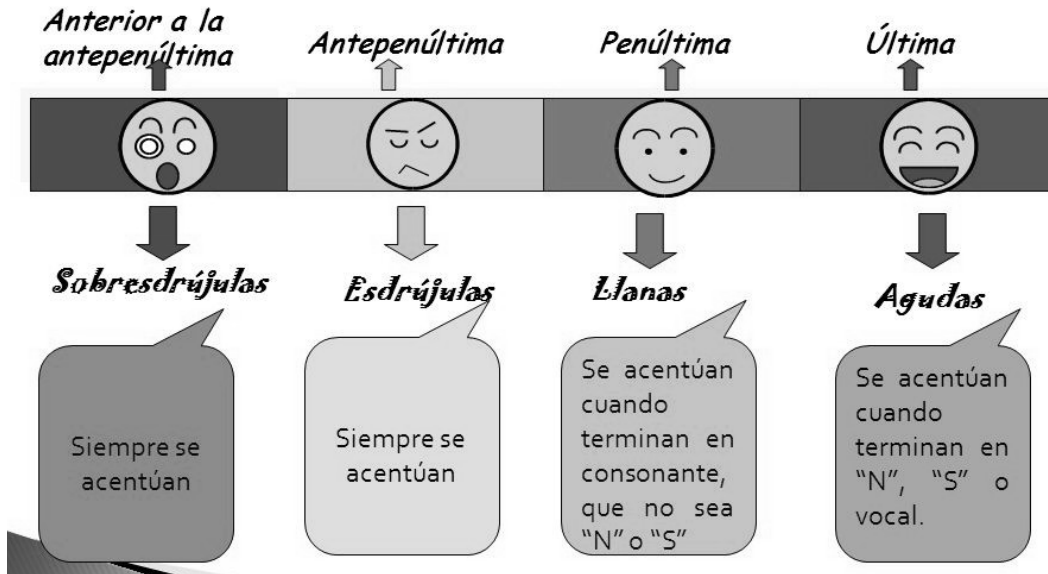 Anterior a la
antepenúltima
Antepenúltima
Penúltima
Última
Sobresdrújulas
Esdrújulas
Llanas
Agudas
Siempre se
acentúan
Siempre se
acentúan
Se acentúan
cuando
terminan en
consonante,
que no sea
“N” o “S”
Se acentúan
cuando
terminan en
“N”, “S” o
vocal.